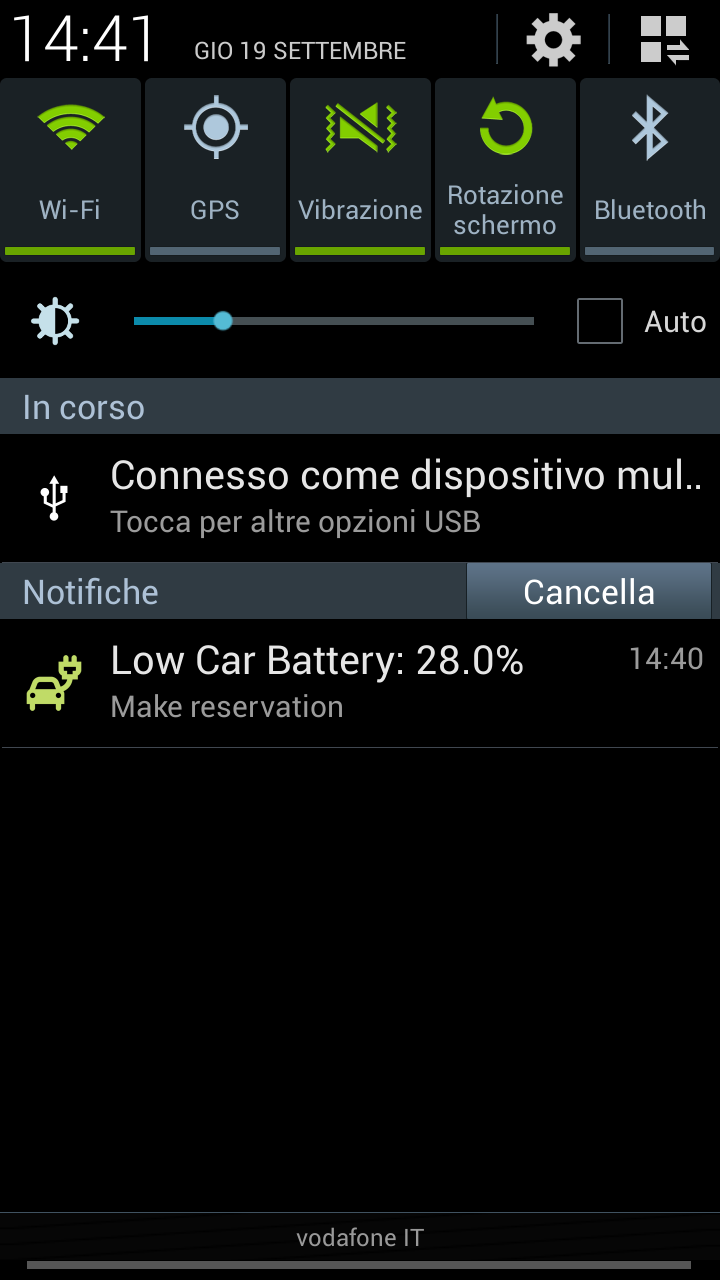 14:41 GIO 19 SETTEMBRE
Wi-Fi GPS Vibrazione Rotazione schermo Bluetooth
Auto
In corso
Connesso come dispositivo mul..
Tocca per altre opzioni USB
Notifiche Cancella
Low Car Battery: 28.0% 14:40
Make reservation
vodafone IT